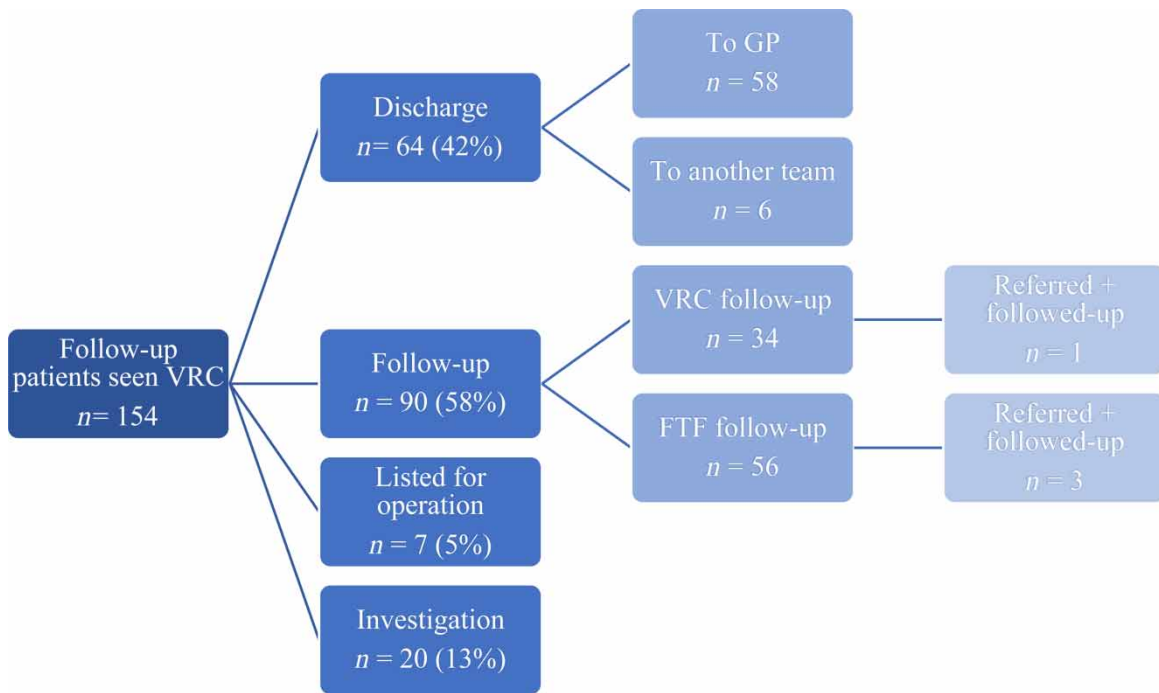 Follow-up
patients seen VRC
n= 154
Discharge
n= 64 (42%)
To GP
n = 58
To another team
n = 6
Follow-up
n = 90 (58%)
VRC follow-up
n = 34
Referred +
followed-up
n = 1
FTF follow-up
n = 56
Referred +
followed-up
n = 3
Listed for
operation
n = 7 (5%)
Investigation
n = 20 (13%)